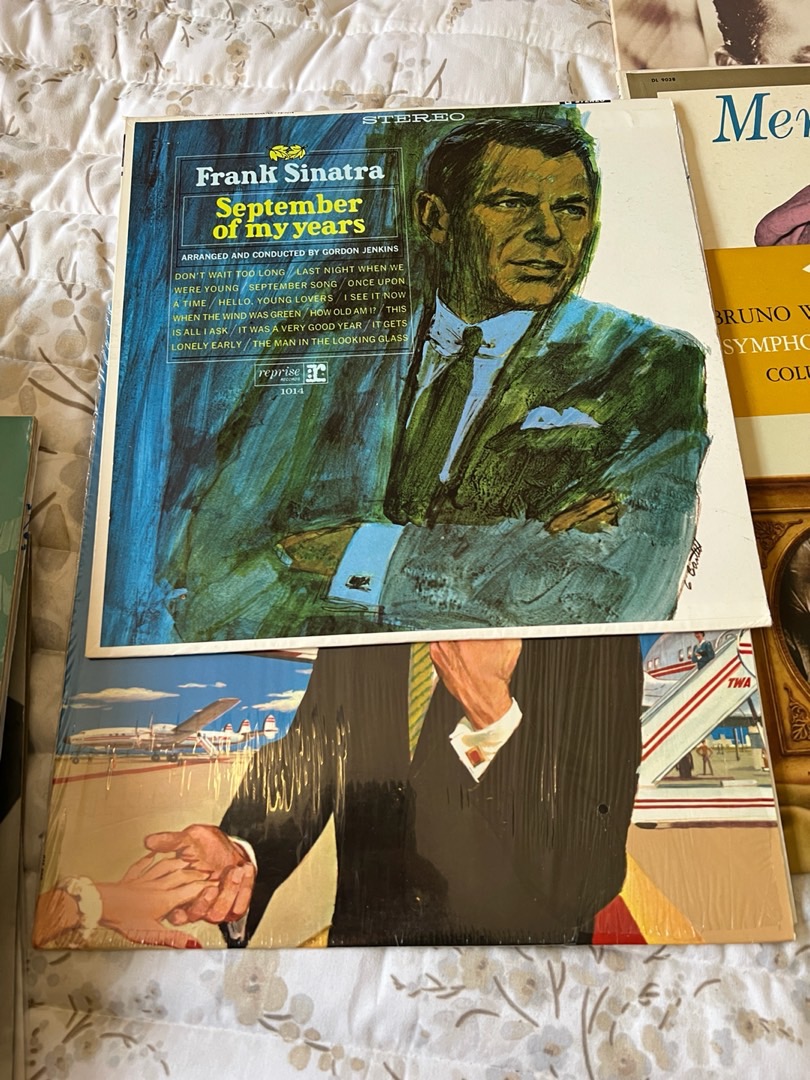 STEREO
Frank Sinatra
September
of my years
ARRANGED AND CONDUCTED BY GORDON JENKINS
DON'T WAIT TOO LONG / LAST NIGHT WHEN WE
WERE YOUNG / SEPTEMBER SONG / ONCE UPON
A TIME / HELLO, YOUNG LOVERS / I SEE IT NOW
WHEN THE WIND WAS GREEN / HOW OLD AM I? / THIS
IS ALL I ASK / IT WAS A VERY GOOD YEAR / IT GETS
LONELY EARLY / THE MAN IN THE LOOKING GLASS
reprise
RECORDS
1014
TWA
DL 9028
Mer
BRUNO W
SYMPHO
COLU